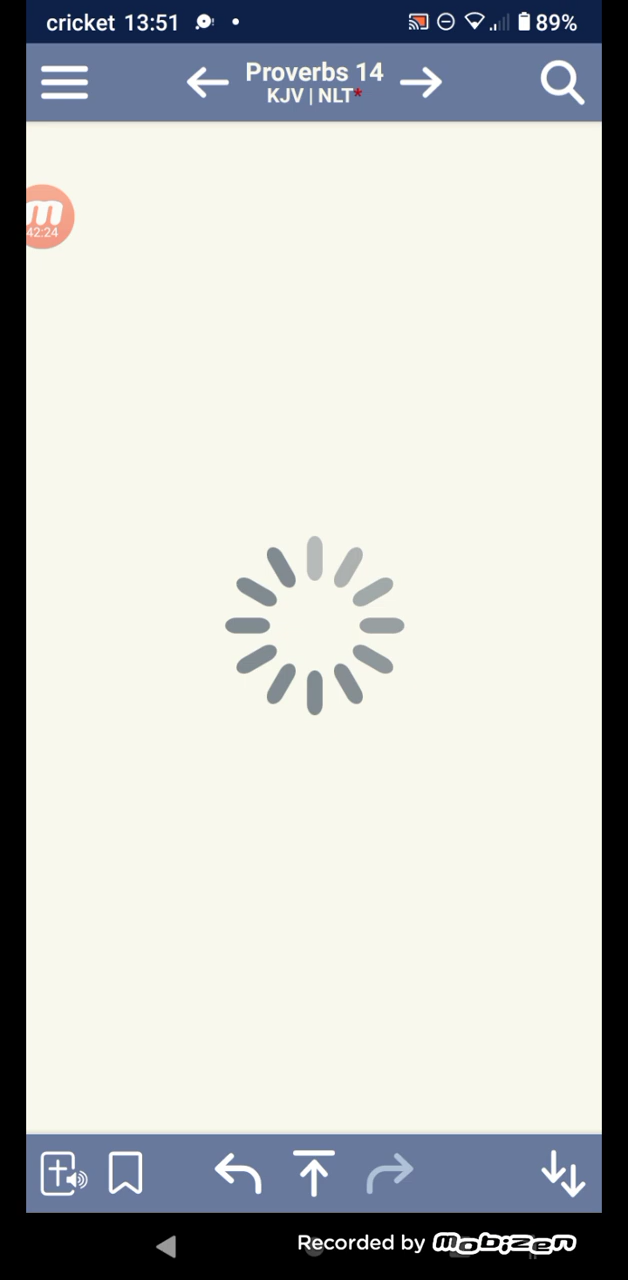 cricket 13:51 89%
Proverbs 14
KJV | NLT*
m
42:24
Recorded by mobizen